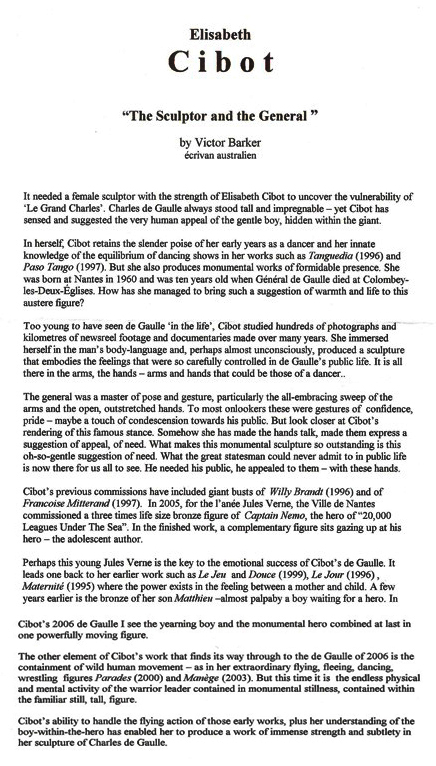 Elisabeth
Cibot
“The Sculptor and the General ”
by Victor Barker
écrivan australien
It needed a female sculptor with the strength of Elisabeth Cibot to uncover the vulnerability of
‘Le Grand Charles’. Charles de Gaulle always stood tall and impregnable – yet Cibot has
sensed and suggested the very human appeal of the gentle boy, hidden within the giant.
In herself, Cibot retains the slender poise of her early years as a dancer and her innate
knowledge of the equilibrium of dancing shows in her works such as Tanguedia (1996) and
Paso Tango (1997). But she also produces monumental works of formidable presence. She
was born at Nantes in 1960 and was ten years old when Général de Gaulle died at Colombey-
les-Deux-Églises. How has she managed to bring such a suggestion of warmth and life to this
austere figure?
Too young to have seen de Gaulle ‘in the life’, Cibot studied hundreds of photographs and
kilometres of newsreel footage and documentaries made over many years. She immersed
herself in the man’s body-language and, perhaps almost unconsciously, produced a sculpture
that embodies the feelings that were so carefully controlled in de Gaulle’s public life. It is all
there in the arms, the hands – arms and hands that could be those of a dancer..
The general was a master of pose and gesture, particularly the all-embracing sweep of the
arms and the open, outstretched hands. To most onlookers these were gestures of confidence,
pride – maybe a touch of condescension towards his public. But look closer at Cibot’s
rendering of this famous stance. Somehow she has made the hands talk, made them express a
suggestion of appeal, of need. What makes this monumental sculpture so outstanding is this
oh-so-gentle suggestion of need. What the great statesman could never admit to in public life
is now there for us all to see. He needed his public, he appealed to them – with these hands.
Cibot’s previous commissions have included giant busts of Willy Brandt (1996) and of
Francoise Mitterand (1997). In 2005, for the l’anée Jules Verne, the Ville de Nantes
commissioned a three times life size bronze figure of Captain Nemo, the hero of “20,000
Leagues Under The Sea”. In the finished work, a complementary figure sits gazing up at his
hero – the adolescent author.
Perhaps this young Jules Verne is the key to the emotional success of Cibot’s de Gaulle. It
leads one back to her earlier work such as Le Jeu and Douce (1999), Le Jour (1996) ,
Maternité (1995) where the power exists in the feeling between a mother and child. A few
years earlier is the bronze of her son Matthieu –almost palpaby a boy waiting for a hero. In
Cibot’s 2006 de Gaulle I see the yearning boy and the monumental hero combined at last in
one powerfully moving figure.
The other element of Cibot’s work that finds its way through to the de Gaulle of 2006 is the
containment of wild human movement – as in her extraordinary flying, fleeing, dancing,
wrestling figures Parades (2000) and Manège (2003). But this time it is the endless physical
and mental activity of the warrior leader contained in monumental stillness, contained within
the familiar still, tall, figure.
Cibot’s ability to handle the flying action of those early works, plus her understanding of the
boy-within-the-hero has enabled her to produce a work of immense strength and subtlety in
her sculpture of Charles de Gaulle.